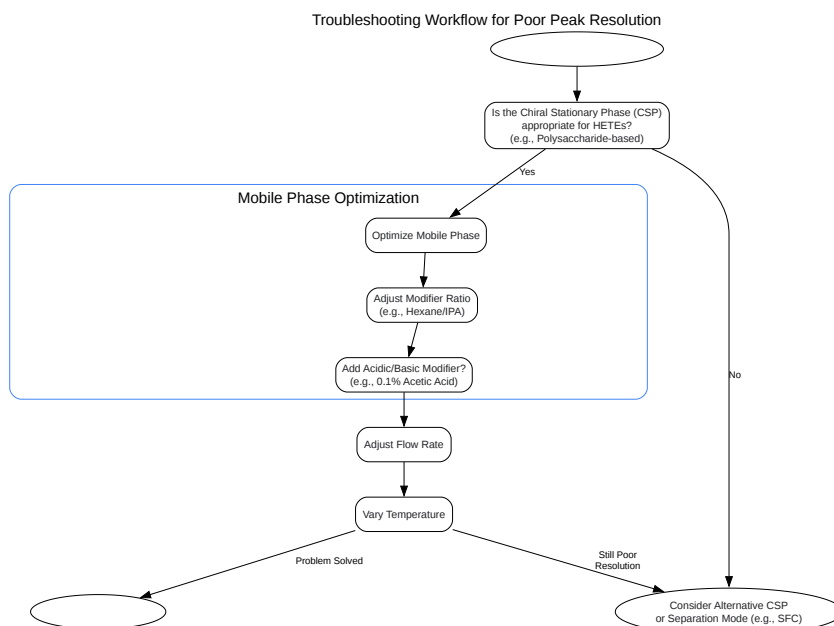 Troubleshooting Workflow for Poor Peak Resolution
Is the Chiral Stationary Phase (CSP)
appropriate for HETEs?
(e.g., Polysaccharide-based)
Yes
Mobile Phase Optimization
Optimize Mobile Phase
Adjust Modifier Ratio
(e.g., Hexane/IPA)
Add Acidic/Basic Modifier?
(e.g., 0.1% Acetic Acid)
No
Adjust Flow Rate
Vary Temperature
Problem Solved
Still Poor
Resolution
Consider Alternative CSP
or Separation Mode (e.g., SFC)